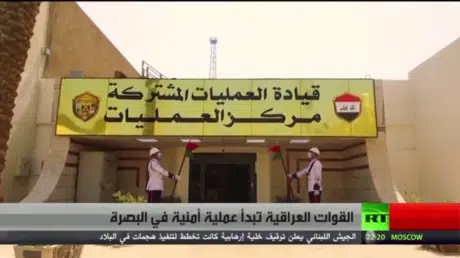 قيادة العمليات المشتركة
مركز العمليات
القوات العراقية تبدأ عملية أمنية في البصرة
RT
الجيش اللبناني يعلن توقيف خلية إرهابية كانت تخطط لتنفيذ هجمات في البلاد
02:20 MOSCOW